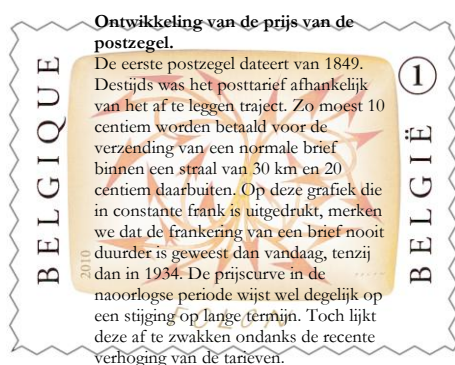 Ontwikkeling van de prijs van de
postzegel.
De eerste postzegel dateert van 1849.
Destijds was het posttarief afhankelijk
van het af te leggen traject. Zo moest 10
centiem worden betaald voor de
verzending van een normale brief
binnen een straal van 30 km en 20
centiem daarbuiten. Op deze grafiek die
in constante frank is uitgedrukt, merken
we dat de frankering van een brief nooit
duurder is geweest dan vandaag, tenzij
dan in 1934. De prijscurve in de
naoorlogse periode wijst wel degelijk op
een stijging op lange termijn. Toch lijkt
deze af te zwakken ondanks de recente
verhoging van de tarieven.
BELGIQUE
1
BELGIË
2010
FOLON